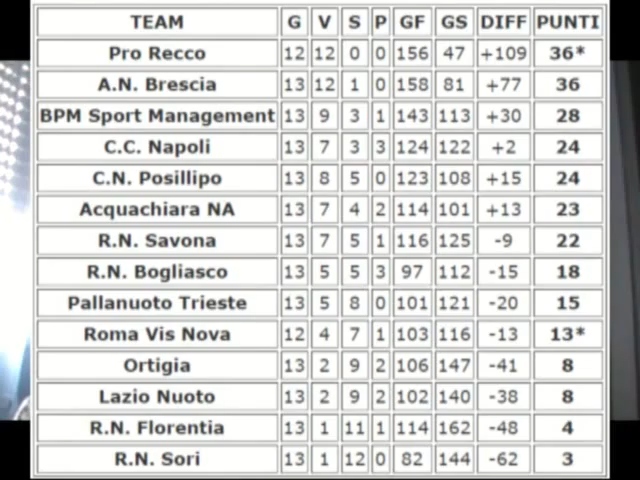 TEAM G V S P GF GS DIFF PUNTI
Pro Recco 12 12 0 0 156 47 +109 36*
A.N. Brescia 13 12 1 0 158 81 +77 36
BPM Sport Management 13 9 3 1 143 113 +30 28
C.C. Napoli 13 7 3 3 124 122 +2 24
C.N. Posillipo 13 8 5 0 123 108 +15 24
Acquachiara NA 13 7 4 2 114 101 +13 23
R.N. Savona 13 7 5 1 116 125 -9 22
R.N. Bogliasco 13 5 5 3 97 112 -15 18
Pallanuoto Trieste 13 5 8 0 101 121 -20 15
Roma Vis Nova 12 4 7 1 103 116 -13 13*
Ortigia 13 2 9 2 106 147 -41 8
Lazio Nuoto 13 2 9 2 102 140 -38 8
R.N. Florentia 13 1 11 1 114 162 -48 4
R.N. Sori 13 1 12 0 82 144 -62 3